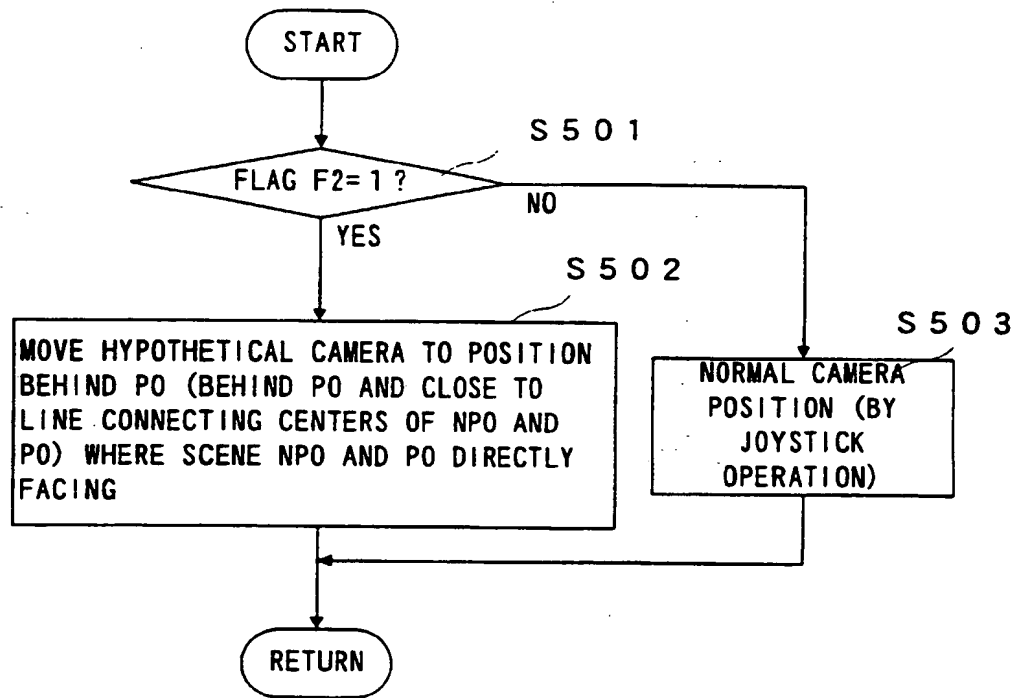 START
S501
FLAG F2=1?
NO
YES
S502
MOVE HYPOTHETICAL CAMERA TO POSITION
BEHIND PO (BEHIND PO AND CLOSE TO
LINE CONNECTING CENTERS OF NPO AND
PO) WHERE SCENE NPO AND PO DIRECTLY
FACING
S503
NORMAL CAMERA
POSITION (BY
JOYSTICK
OPERATION)
RETURN